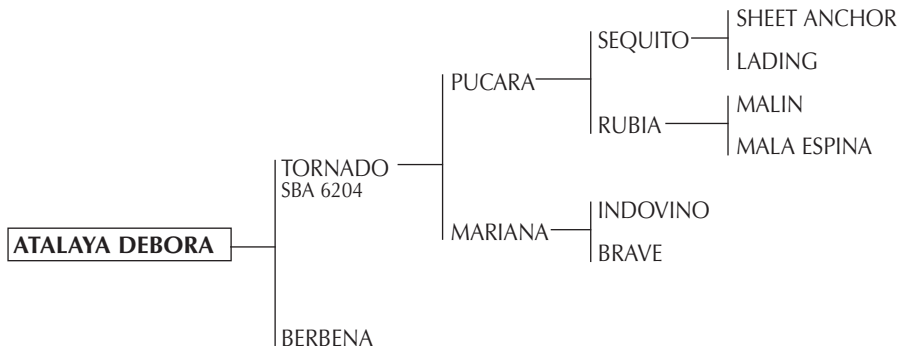 SHEET ANCHOR
SEQUITO
LADING
PUCARA
MALIN
RUBIA
MALA ESPINA
TORNADO
SBA 6204
INDOVINO
MARIANA
BRAVE
ATALAYA DEBORA
BERBENA